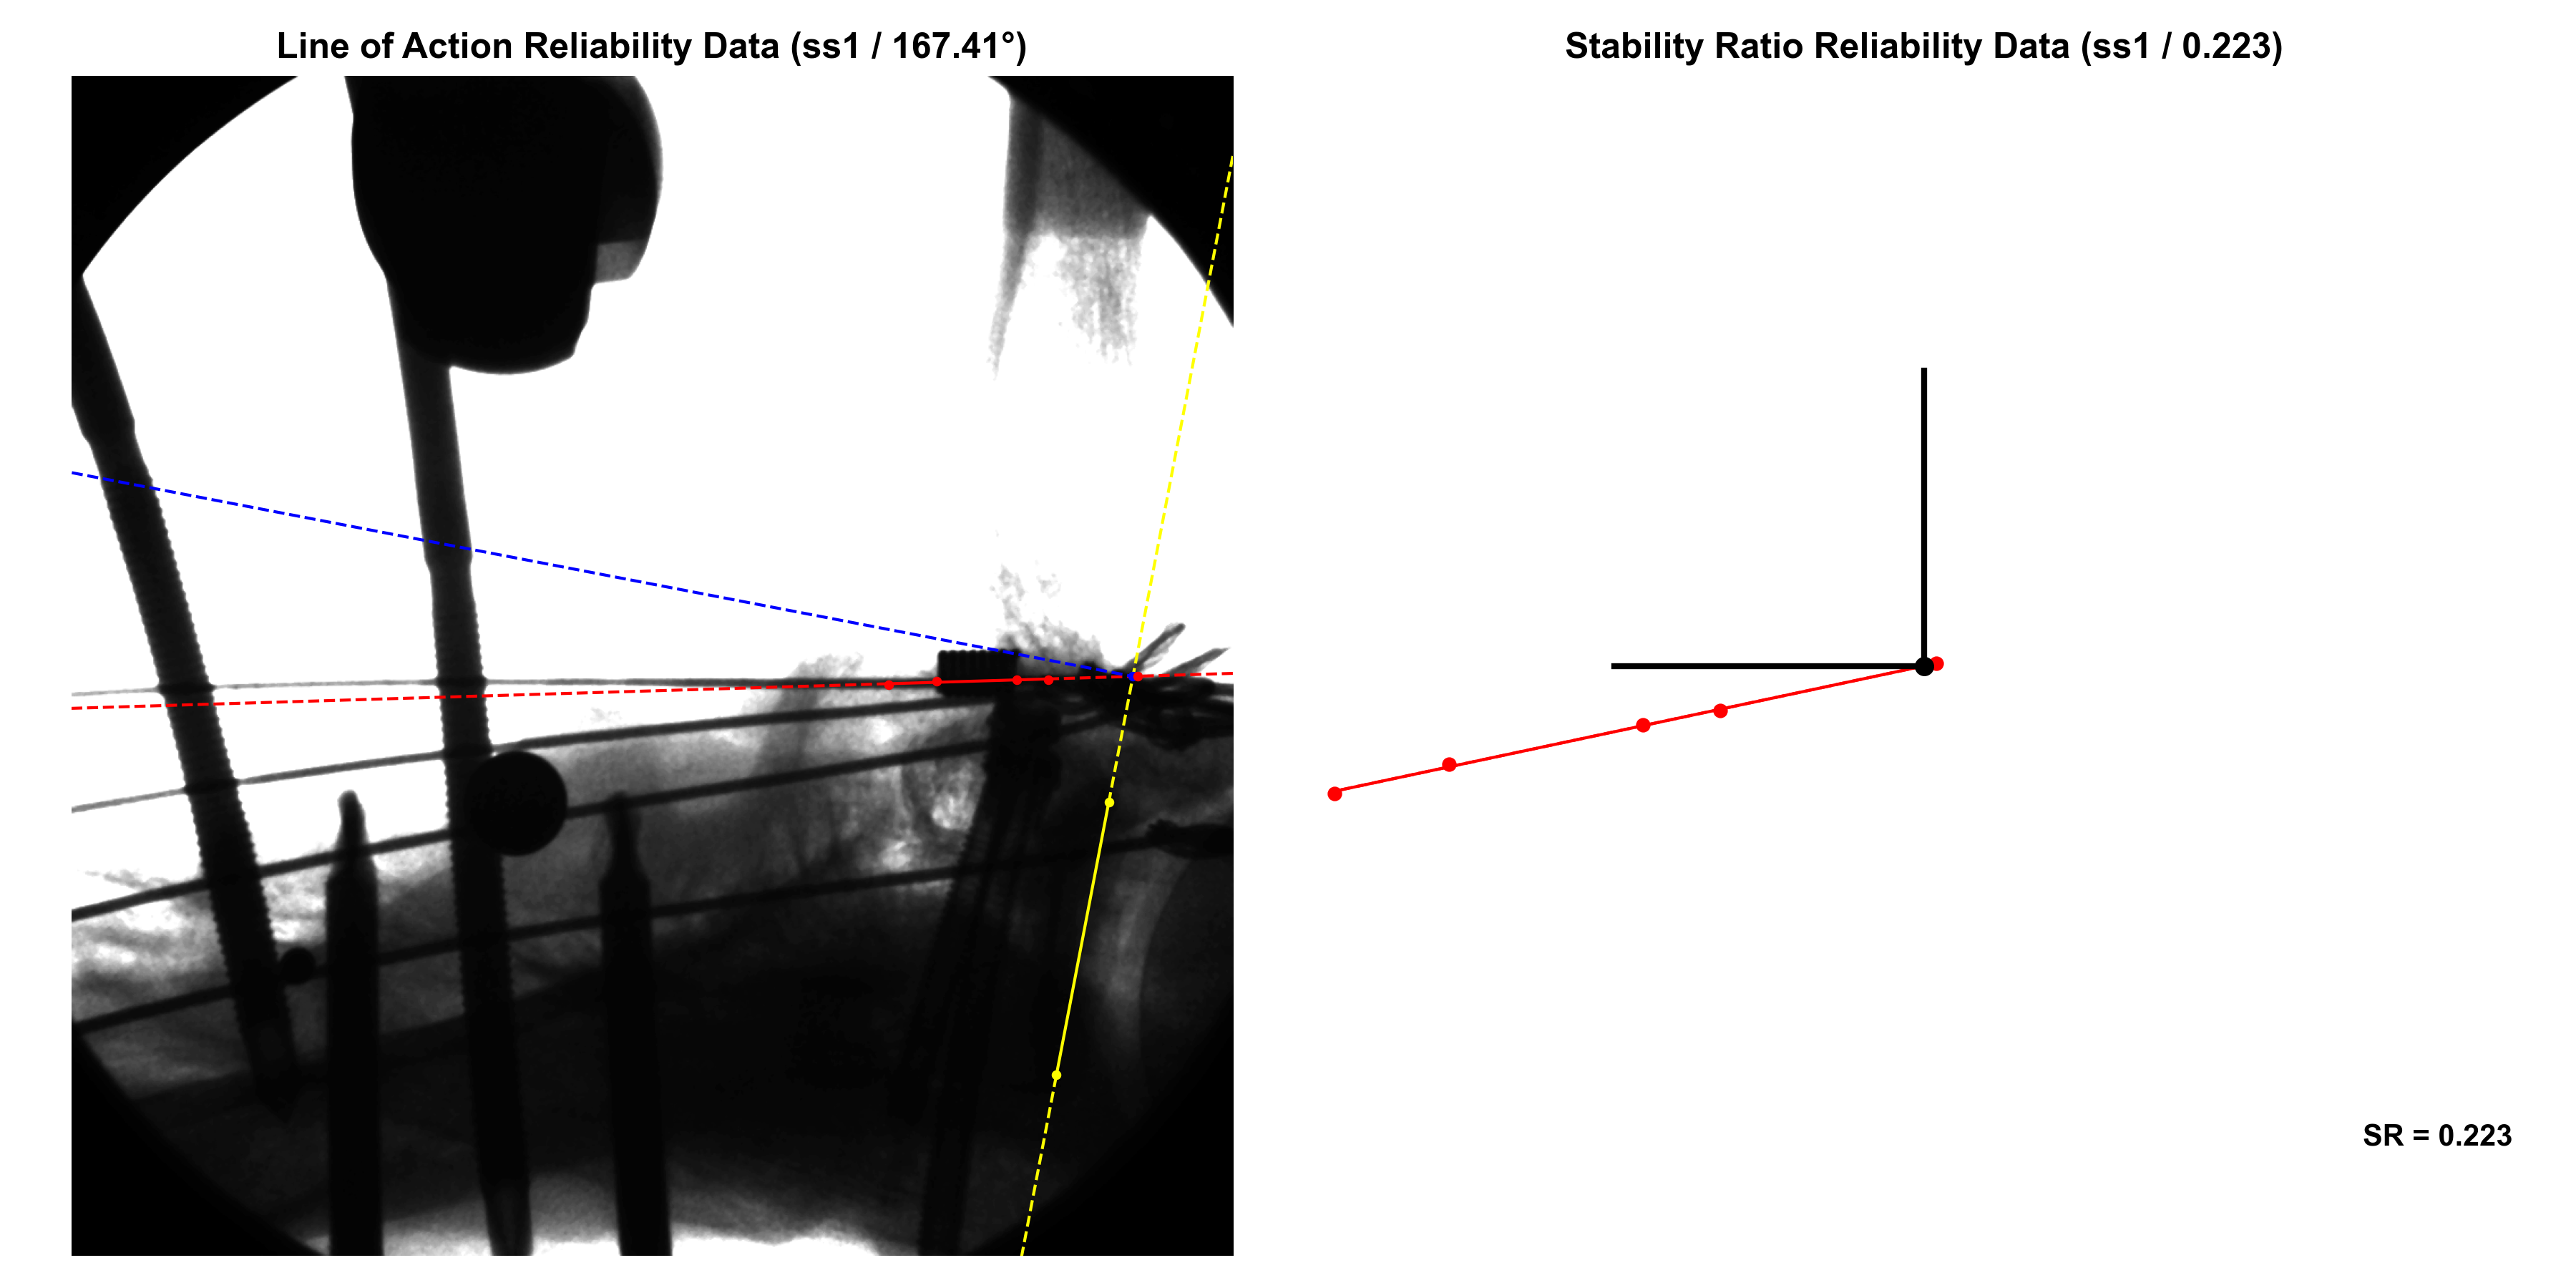 Line of Action Reliability Data (ss1 / 167.41°)
Stability Ratio Reliability Data (ss1 / 0.223)
SR = 0.223